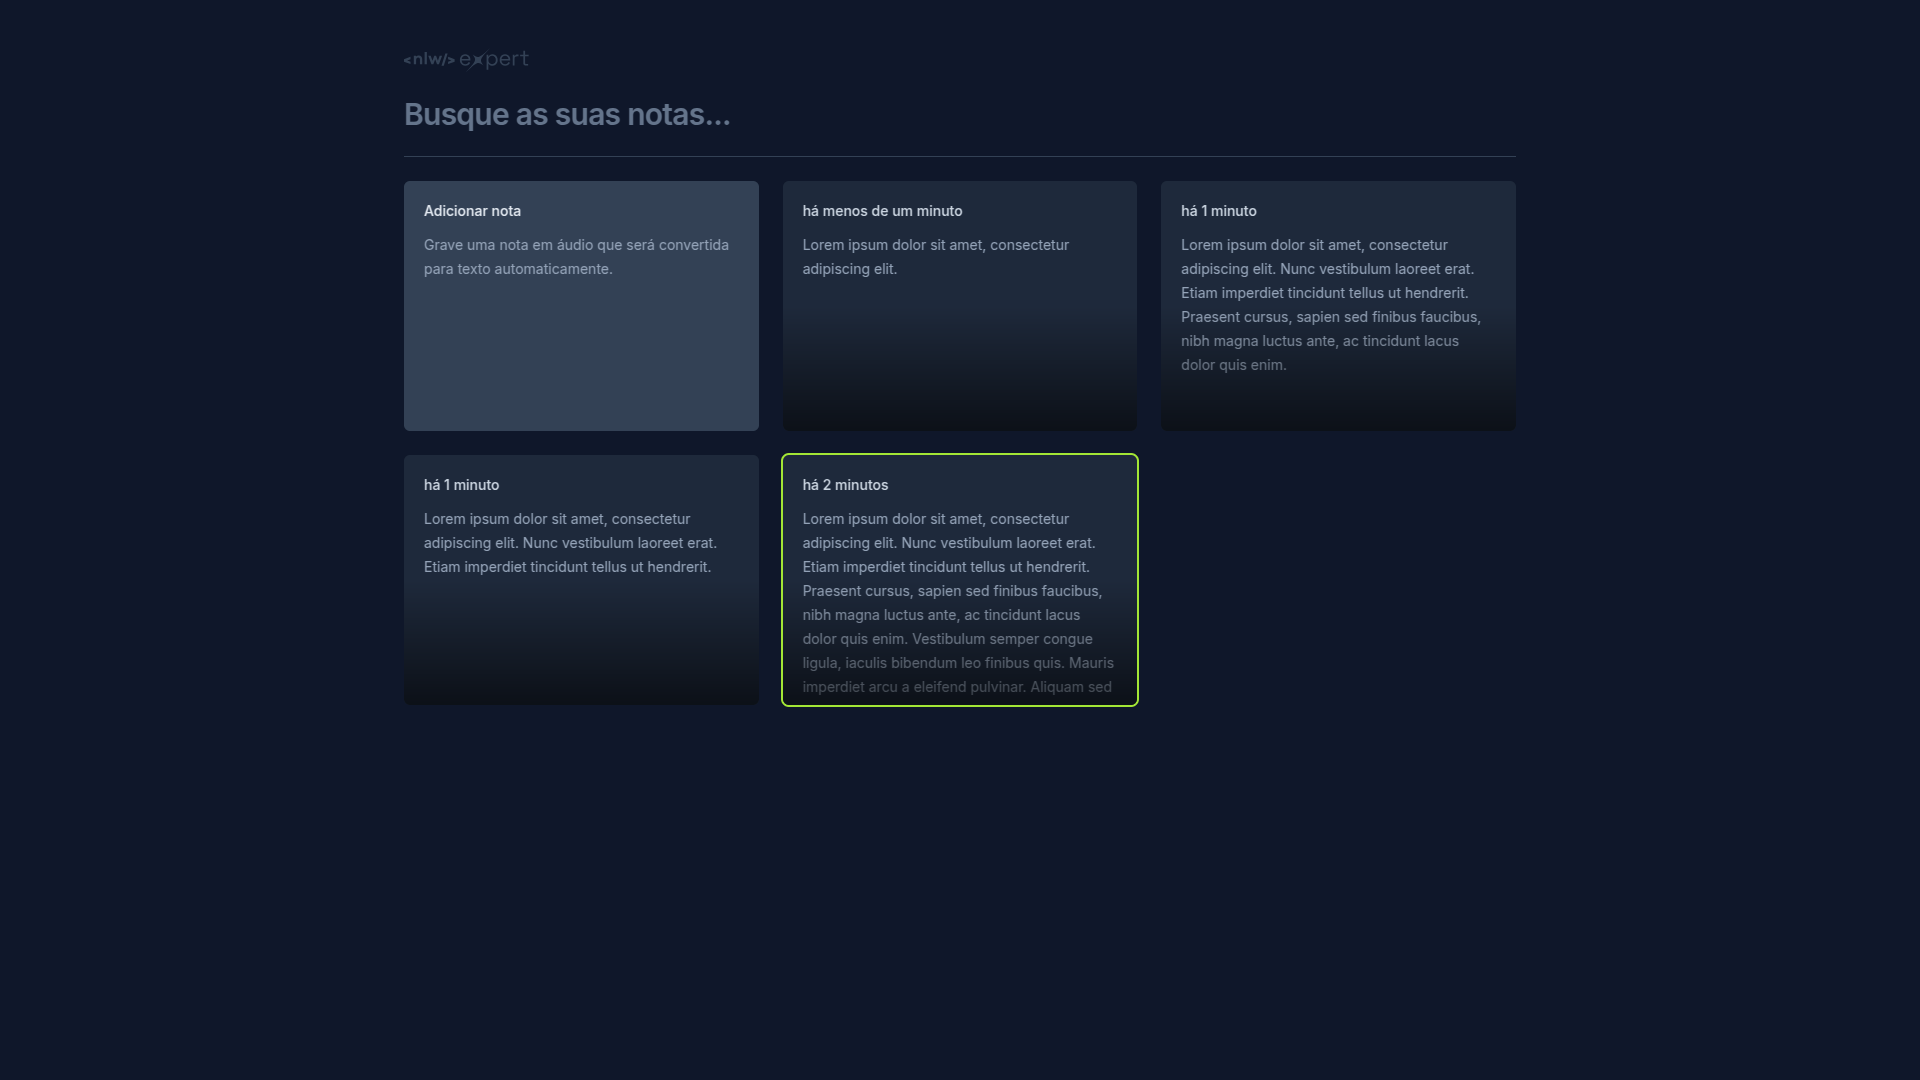 <nlw/> expert
Busque as suas notas...
Adicionar nota
Grave uma nota em áudio que será convertida
para texto automaticamente.
há menos de um minuto
Lorem ipsum dolor sit amet, consectetur
adipiscing elit.
há 1 minuto
Lorem ipsum dolor sit amet, consectetur
adipiscing elit. Nunc vestibulum laoreet erat.
Etiam imperdiet tincidunt tellus ut hendrerit.
Praesent cursus, sapien sed finibus faucibus,
nibh magna luctus ante, ac tincidunt lacus
dolor quis enim.
há 1 minuto
Lorem ipsum dolor sit amet, consectetur
adipiscing elit. Nunc vestibulum laoreet erat.
Etiam imperdiet tincidunt tellus ut hendrerit.
há 2 minutos
Lorem ipsum dolor sit amet, consectetur
adipiscing elit. Nunc vestibulum laoreet erat.
Etiam imperdiet tincidunt tellus ut hendrerit.
Praesent cursus, sapien sed finibus faucibus,
nibh magna luctus ante, ac tincidunt lacus
dolor quis enim. Vestibulum semper congue
ligula, iaculis bibendum leo finibus quis. Mauris
imperdiet arcu a eleifend pulvinar. Aliquam sed